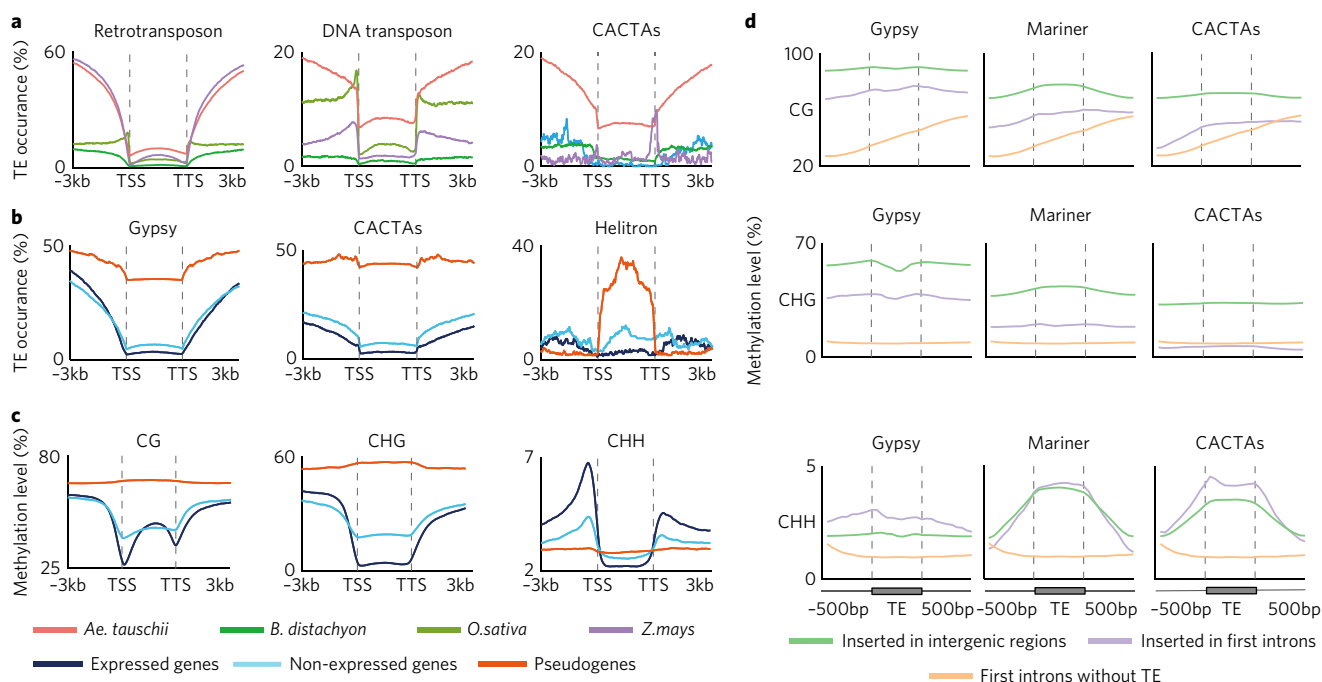 a
Retrotransposon
DNA transposon
CACTAs
TE occurance (%)
60
0
20
0
20
0
–3kb TSS TTS 3kb
–3kb TSS TTS 3kb
–3kb TSS TTS 3kb
b
Gypsy
CACTAs
Helitron
TE occurance (%)
50
0
50
0
40
0
–3kb TSS TTS 3kb
–3kb TSS TTS 3kb
–3kb TSS TTS 3kb
c
CG
CHG
CHH
Methylation level (%)
80
25
60
0
7
2
–3kb TSS TTS 3kb
–3kb TSS TTS 3kb
–3kb TSS TTS 3kb
Ae. tauschii
B. distachyon
O.sativa
Z.mays
Expressed genes
Non-expressed genes
Pseudogenes
d
Gypsy
Mariner
CACTAs
100
CG
20
Methylation level (%)
Gypsy
Mariner
CACTAs
70
CHG
0
Gypsy
Mariner
CACTAs
5
CHH
0
–500bp TE 500bp
–500bp TE 500bp
–500bp TE 500bp
Inserted in intergenic regions
Inserted in first introns
First introns without TE